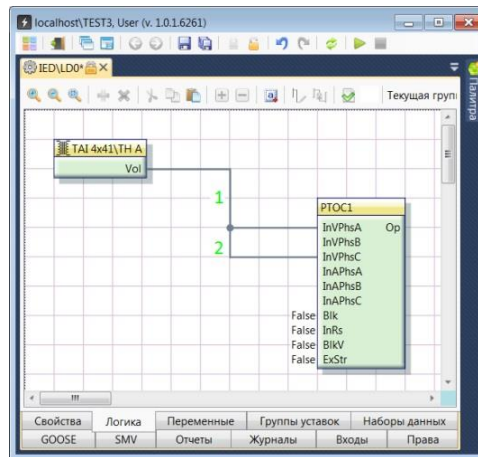 localhost\TEST3, User (v. 1.0.1.6261)
IED\LD0*
Палитра
Текущая груп
TAI 4x41\TH A
Vol
1
2
PTOC1
InVPhsA Op
InVPhsB
InVPhsC
InAPhsA
InAPhsB
InAPhsC
False Blk
False InRs
False BlkV
False ExStr
Свойства Логика Переменные Группы уставок Наборы данных
GOOSE SMV Отчеты Журналы Входы Права